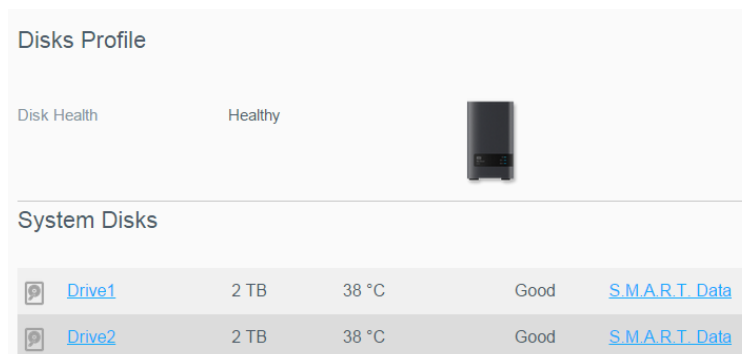 Disks Profile
Disk Health Healthy
System Disks
Drive1 2 TB 38 °C Good S.M.A.R.T. Data
Drive2 2 TB 38 °C Good S.M.A.R.T. Data